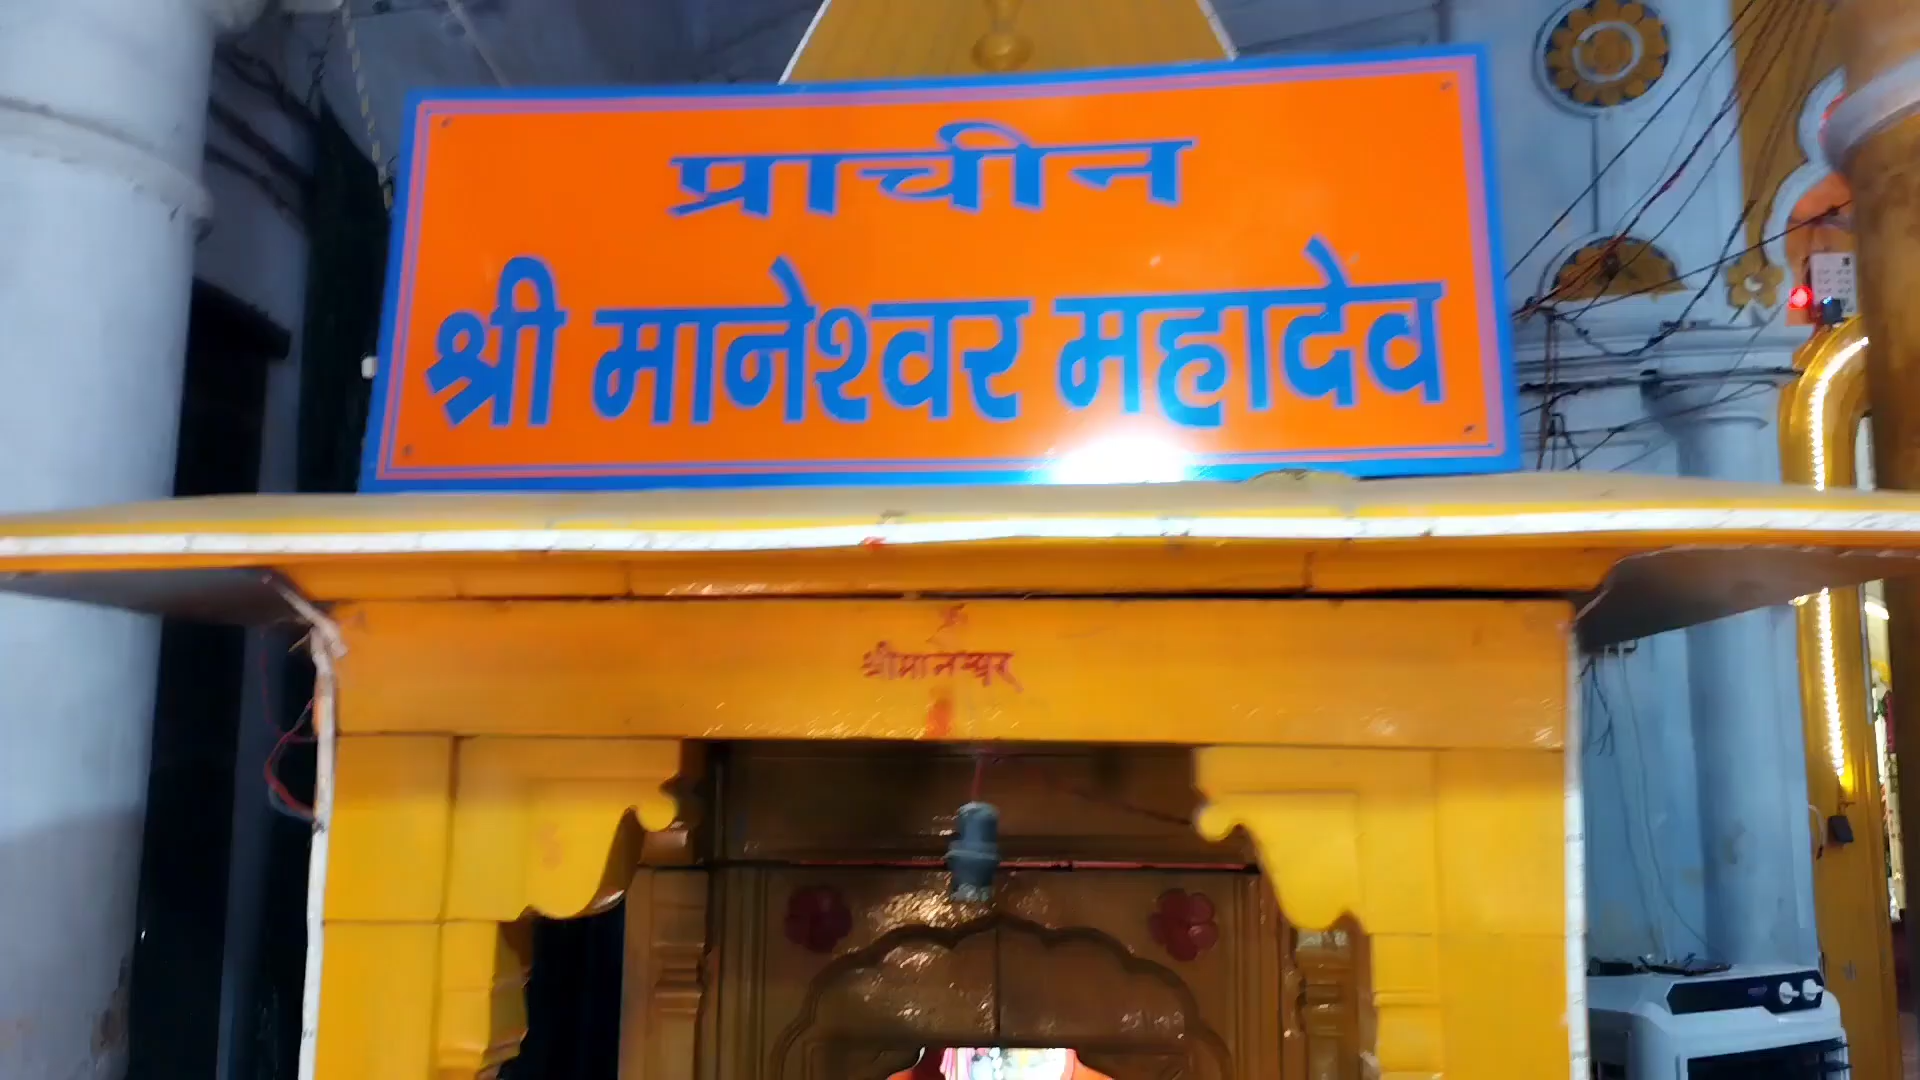 प्राचीन
श्री मानेश्वर महादेव
श्रीमानेश्वर